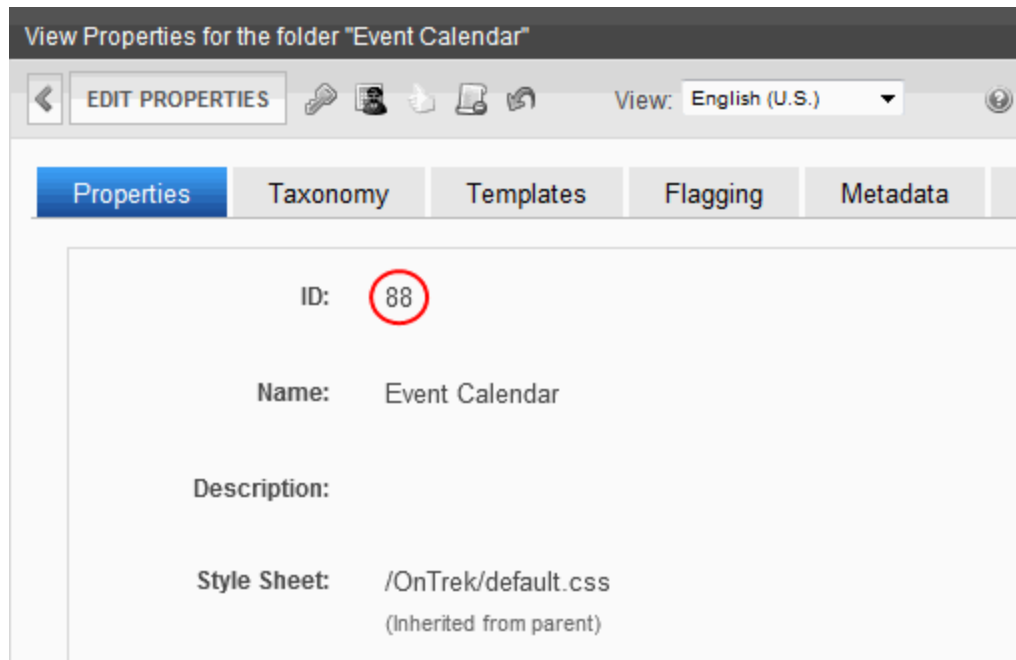 View Properties for the folder "Event Calendar"
EDIT PROPERTIES View: English (U.S.)
Properties Taxonomy Templates Flagging Metadata
ID: 88
Name: Event Calendar
Description:
Style Sheet: /OnTrek/default.css
(Inherited from parent)